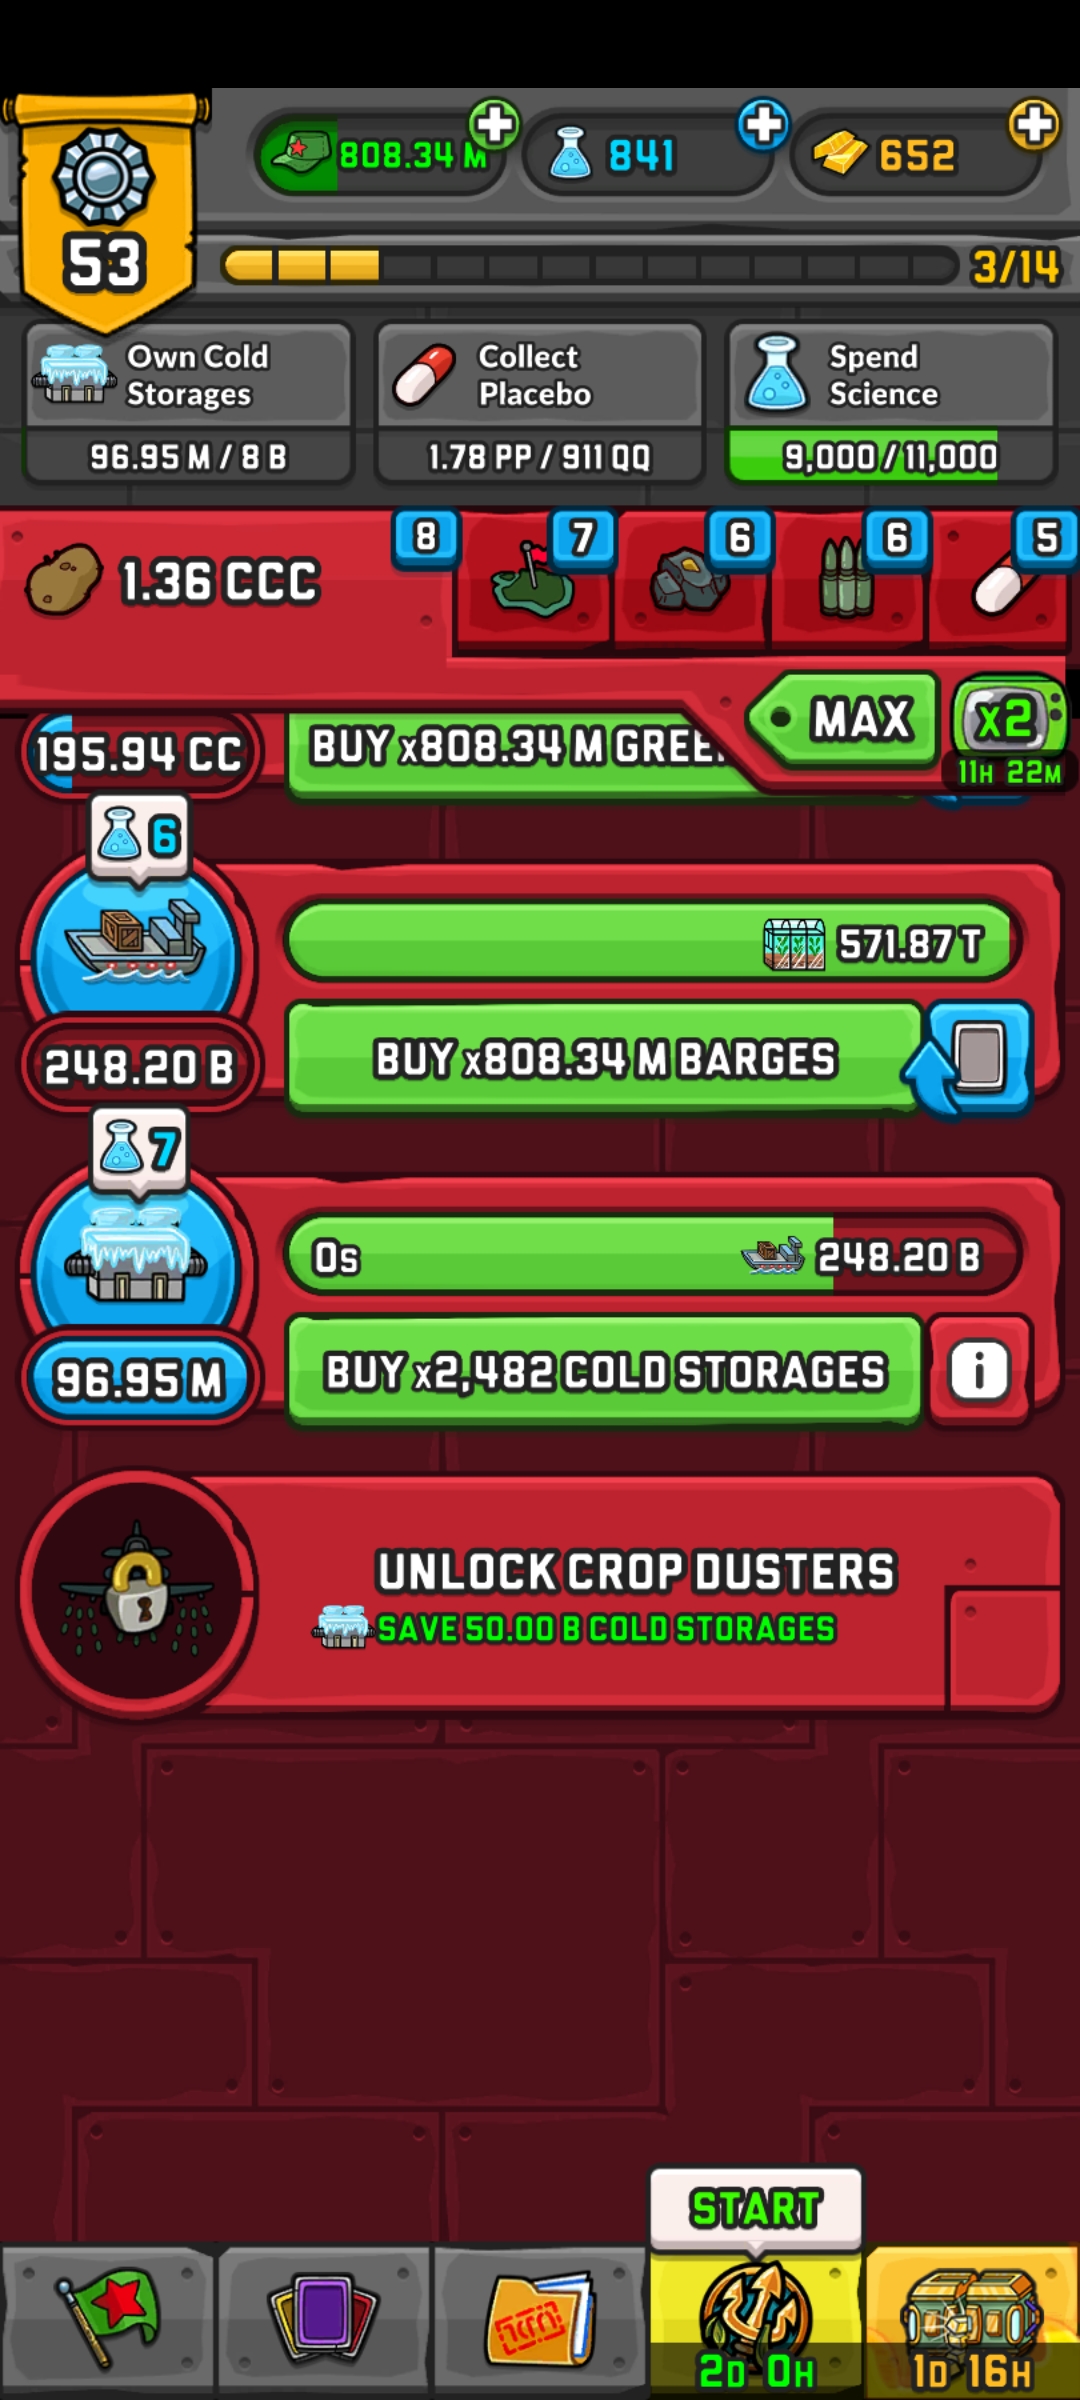 808.34 M
841
652
53
3/14
Own Cold
Storages
96.95 M / 8 B
Collect
Placebo
1.78 PP / 911 QQ
Spend
Science
9,000 / 11,000
1.36 CCC
8
7
6
6
5
MAX
x2
11H 22M
195.94 CC
BUY x808.34 M GREE
6
571.87 T
248.20 B
BUY x808.34 M BARGES
7
0s
248.20 B
96.95 M
BUY x2,482 COLD STORAGES
i
UNLOCK CROP DUSTERS
SAVE 50.00 B COLD STORAGES
START
2D 0H
1D 16H